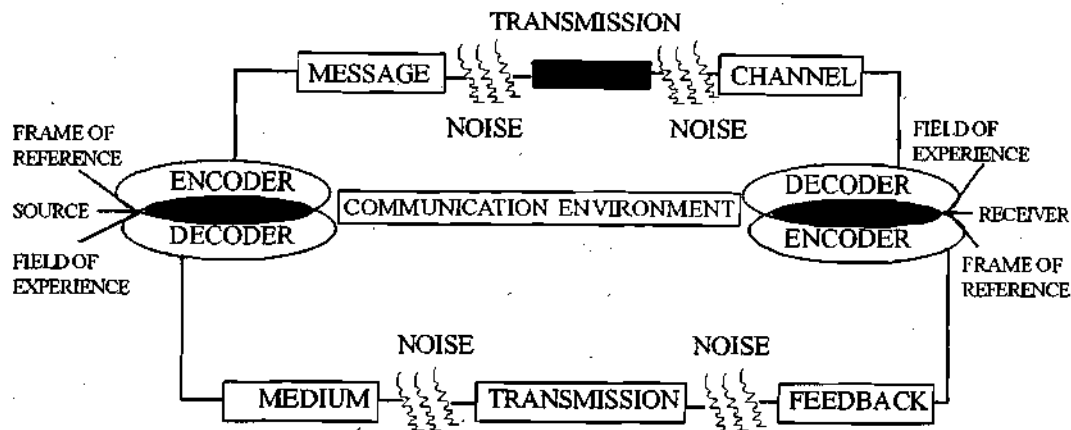 TRANSMISSION
MESSAGE
CHANNEL
NOISE
NOISE
FRAME OF
REFERENCE
FIELD OF
EXPERIENCE
ENCODER
DECODER
SOURCE
COMMUNICATION ENVIRONMENT
RECEIVER
DECODER
ENCODER
FIELD OF
EXPERIENCE
FRAME OF
REFERENCE
NOISE
NOISE
MEDIUM
TRANSMISSION
FEEDBACK